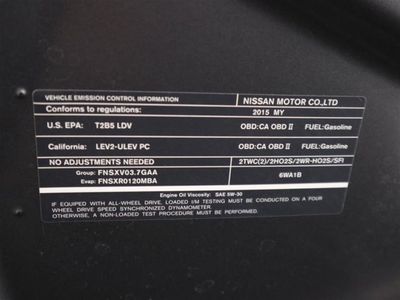 VEHICLE EMISSION CONTROL INFORMATION NISSAN MOTOR CO.,LTD
Conforms to regulations: 2015 MY
U.S. EPA: T2B5 LDV OBD:CA OBD II FUEL:Gasoline
California: LEV2-ULEV PC OBD:CA OBD II FUEL:Gasoline
NO ADJUSTMENTS NEEDED 2TWC(2)/2HO2S/2WR-HO2S/SFI
Group: FNSXV03.7GAA 6WA1B
Evap: FNSXR0120MBA
Engine Oil Viscosity: SAE 5W-30
IF EQUIPPED WITH ALL-WHEEL DRIVE, LOADED I/M TESTING MUST BE CONDUCTED ON A FOUR
WHEEL DRIVE SPEED SYNCHRONIZED DYNAMOMETER.
OTHERWISE, A NON-LOADED TEST PROCEDURE MUST BE USED.